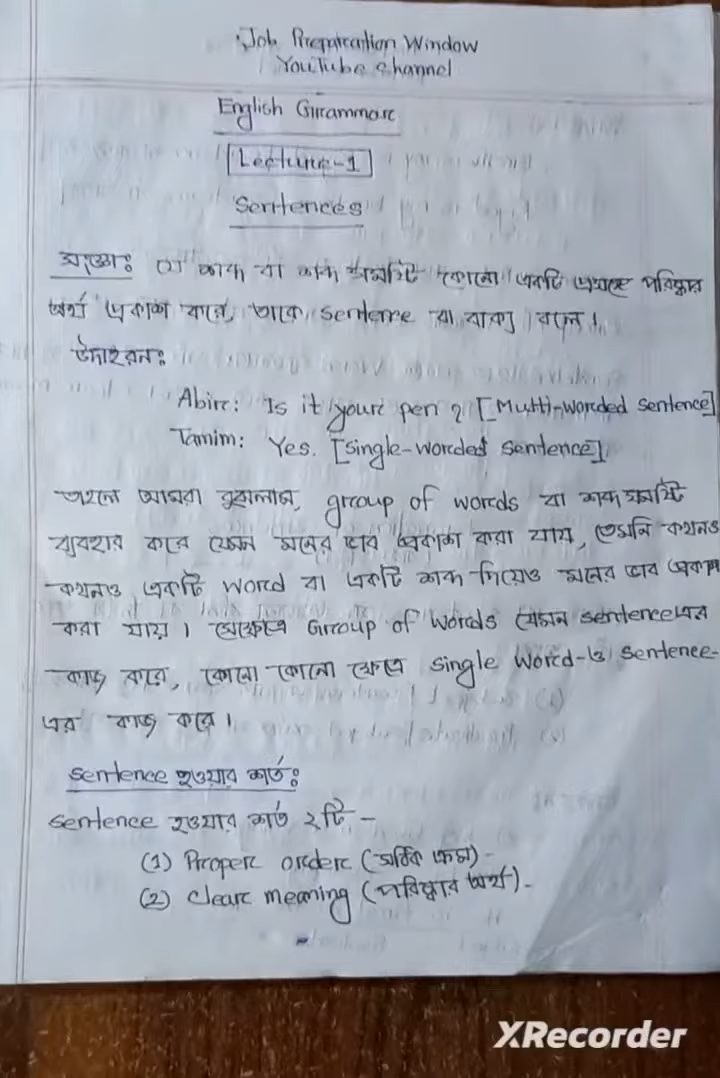 Job Preparation Window
YouTube channel
English Grammar
Lecture-1
Sentences
সংজ্ঞাঃ যে শব্দ বা শব্দ সমষ্টি কোনো একটি প্রসঙ্গে পরিষ্কার
অর্থ প্রকাশ করে, তাকে sentence বা বাক্য বলে।
উদাহরনঃ
Abir: Is it your pen? [Multi-worded sentence]
Tamim: Yes. [single-worded sentence]
তাহলে আমরা বুঝলাম, group of words বা শব্দ সমষ্টি
ব্যবহার করে যেমন মনের ভাব প্রকাশ করা যায়, তেমনি কখনও
কখনও একটি word বা একটি শব্দ দিয়েও মনের ভাব প্রকাশ
করা যায়। সেক্ষেত্রে Group of words যেমন sentence এর
কাজ করে, কোনো কোনো ক্ষেত্রে single word-ও sentence-
এর কাজ করে।
sentence হওয়ার শর্তঃ
sentence হওয়ার শর্ত ২টি -
(1) Proper order (সঠিক ক্রম) -
(2) clear meaning (পরিষ্কার অর্থ) -
XRecorder